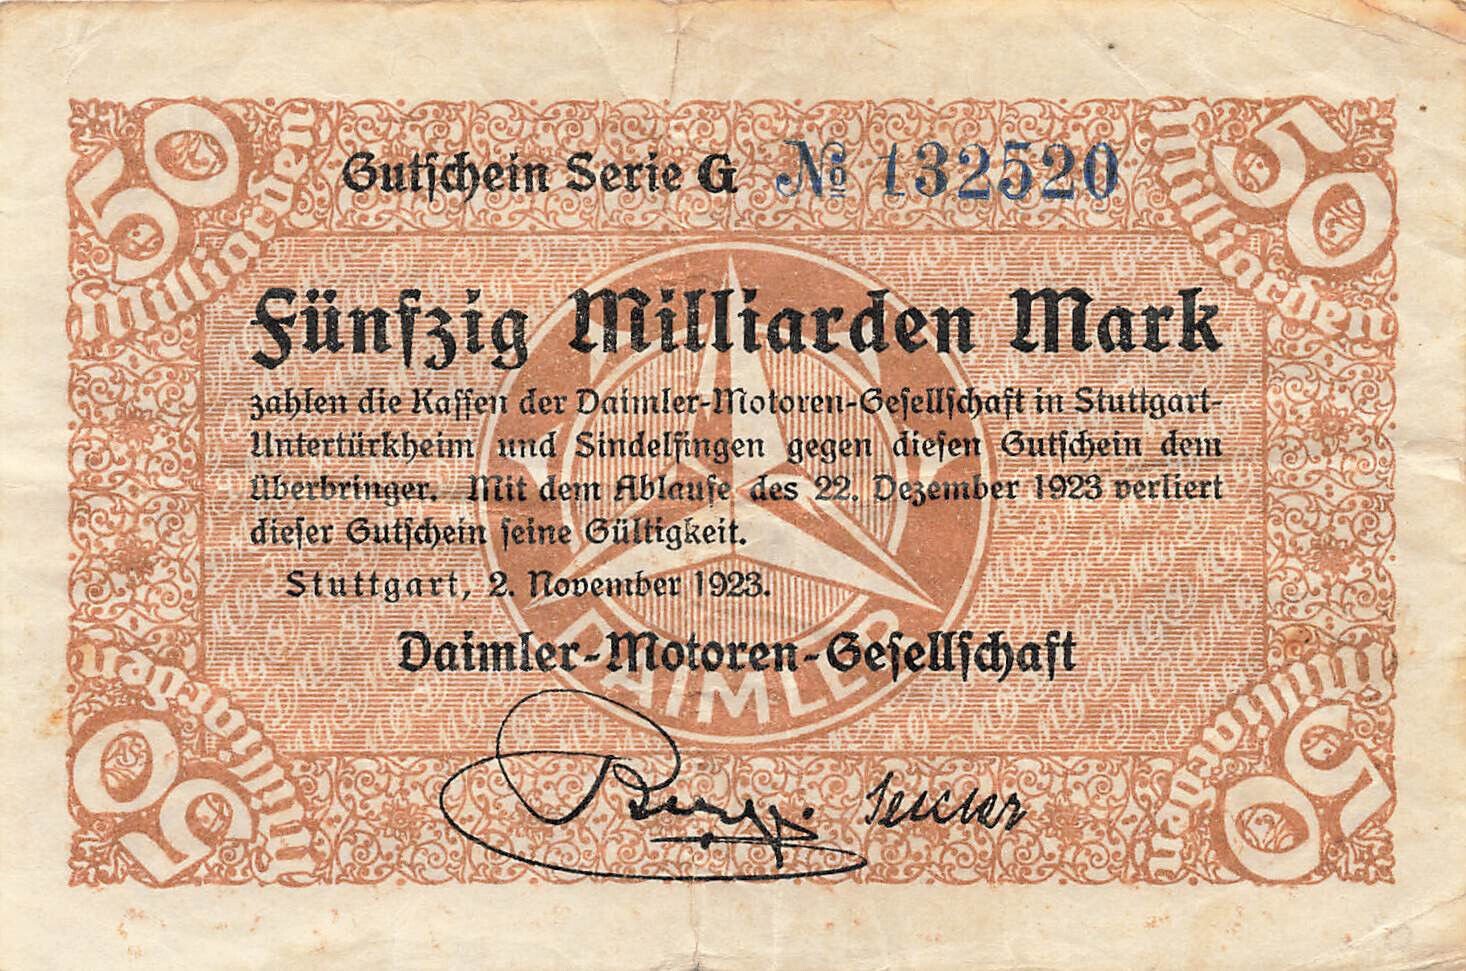 50 Milliarden
50 Milliarden
Gutschein Serie G № 132520
Fünfzig Milliarden Mark
zahlen die Kassen der Daimler-Motoren-Gesellschaft in Stuttgart-
Untertürkheim und Sindelfingen gegen diesen Gutschein dem
Überbringer. Mit dem Ablaufe des 22. Dezember 1923 verliert
dieser Gutschein seine Gültigkeit.
Stuttgart, 2. November 1923.
Daimler-Motoren-Gesellschaft
DAIMLER
50 Milliarden
50 Milliarden